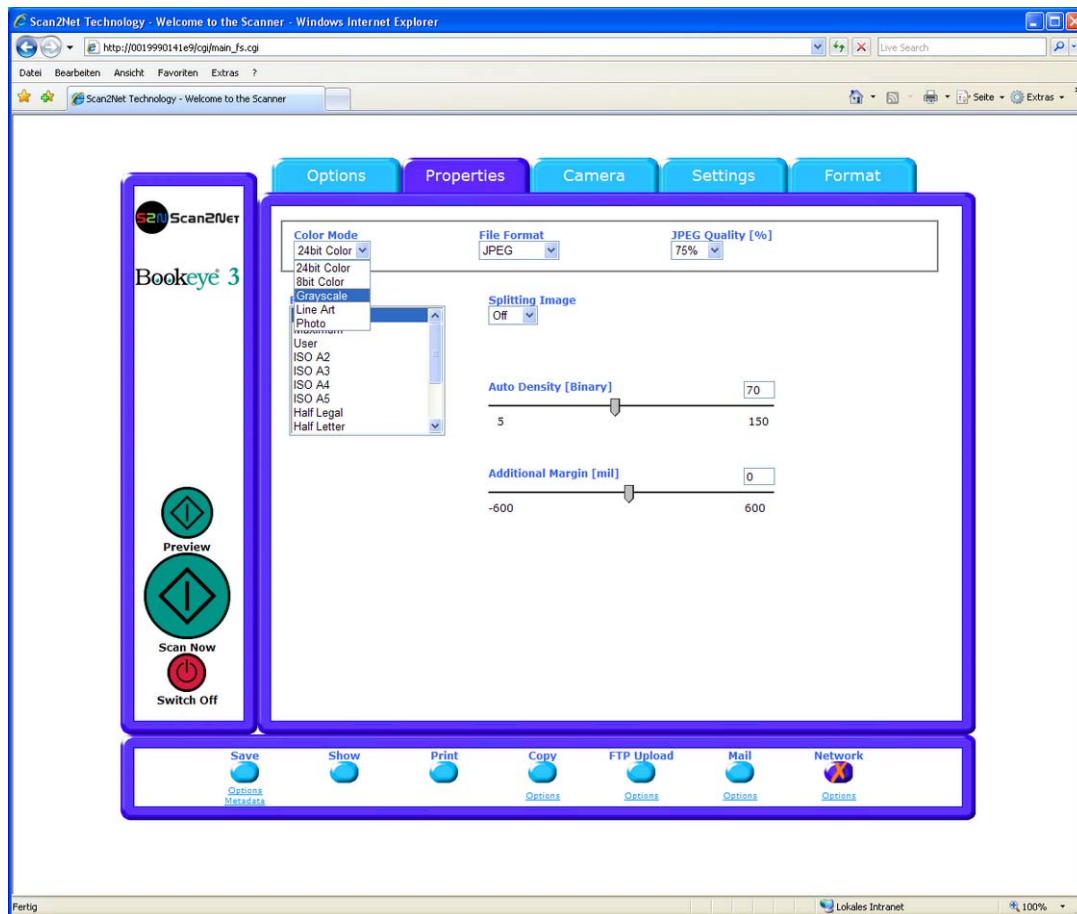 Scan2Net Technology - Welcome to the Scanner - Windows Internet Explorer
http://0019990141e9/cgi/main_fs.cgi
Live Search
Datei Bearbeiten Ansicht Favoriten Extras ?
Scan2Net Technology - Welcome to the Scanner
Seite
Extras
Options
Properties
Camera
Settings
Format
S2N Scan2Net
Bookeye 3
Color Mode
24bit Color
24bit Color
8bit Color
Grayscale
Line Art
Photo
File Format
JPEG
JPEG Quality [%]
75%
Maximum
User
ISO A2
ISO A3
ISO A4
ISO A5
Half Legal
Half Letter
Splitting Image
Off
Auto Density [Binary]
70
5
150
Additional Margin [mil]
0
-600
600
Preview
Scan Now
Switch Off
Save
Options
Metadata
Show
Print
Copy
Options
FTP Upload
Options
Mail
Options
Network
X
Options
Fertig
Lokales Intranet
100%